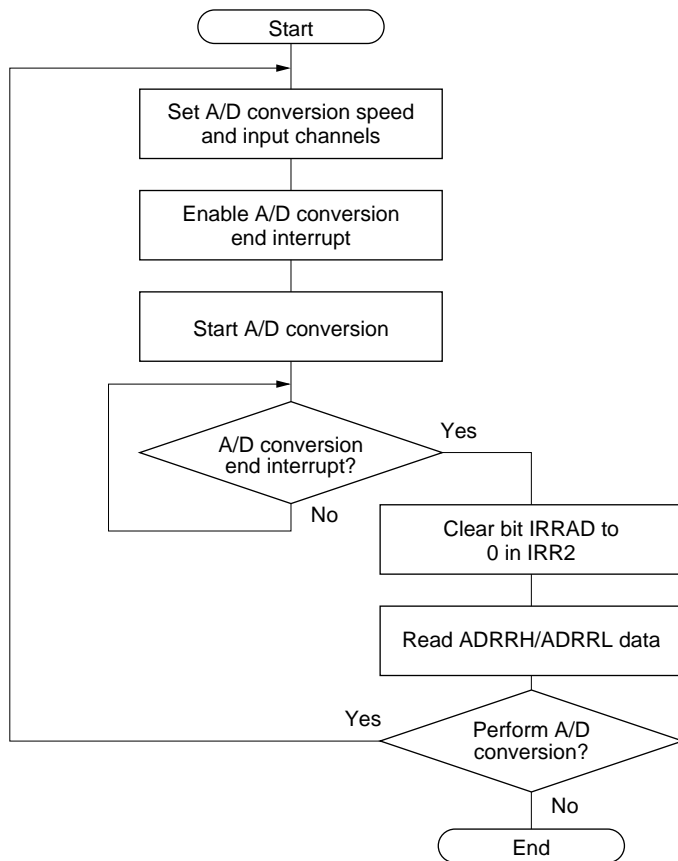 Start
Set A/D conversion speed
and input channels
Enable A/D conversion
end interrupt
Start A/D conversion
A/D conversion
end interrupt?
Yes
No
Clear bit IRRAD to
0 in IRR2
Read ADRRH/ADRRL data
Perform A/D
conversion?
Yes
No
End